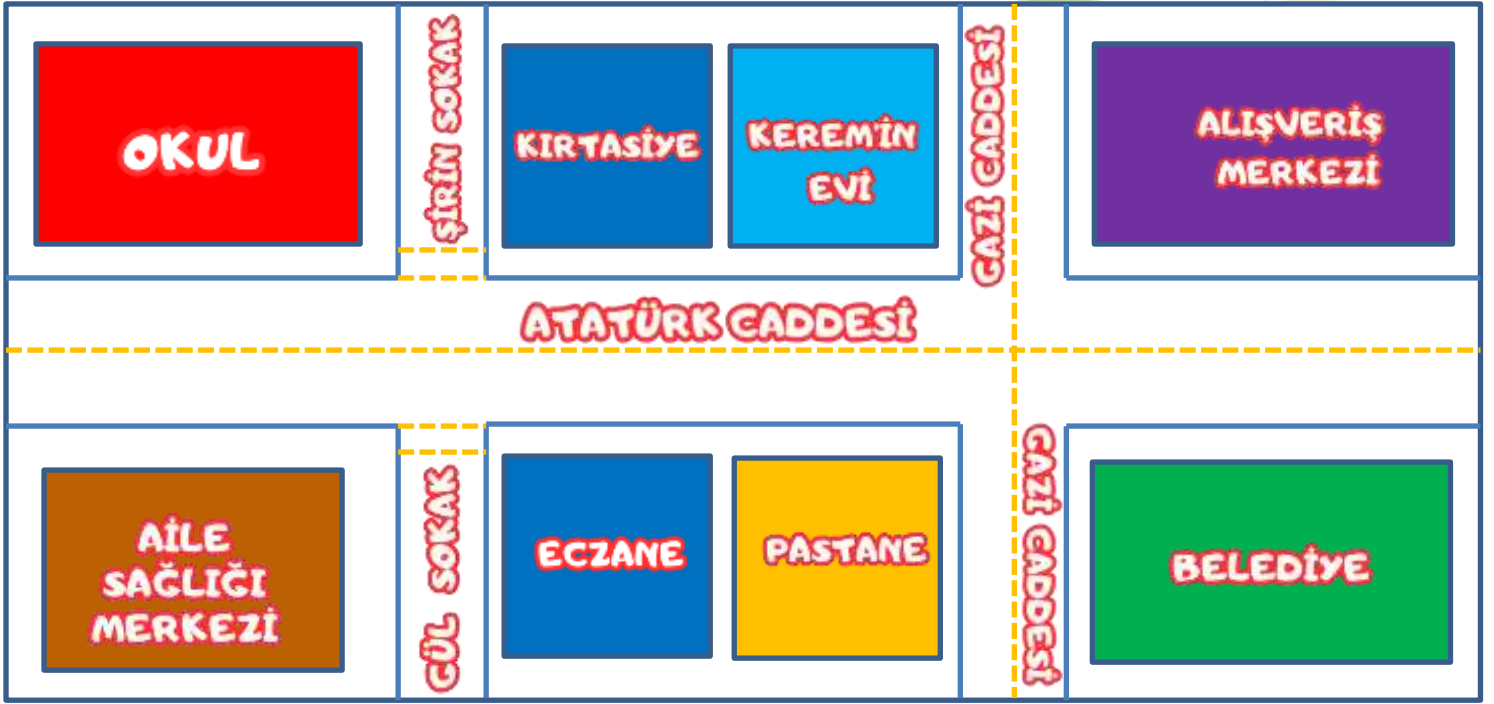 OKUL
ŞİRİN SOKAK
KIRTASİYE
KEREM'İN
EVİ
GAZİ CADDESİ
ALIŞVERİŞ
MERKEZİ
ATATÜRK CADDESİ
AİLE
SAĞLIĞI
MERKEZİ
GÜL SOKAK
ECZANE
PASTANE
GAZİ CADDESİ
BELEDİYE